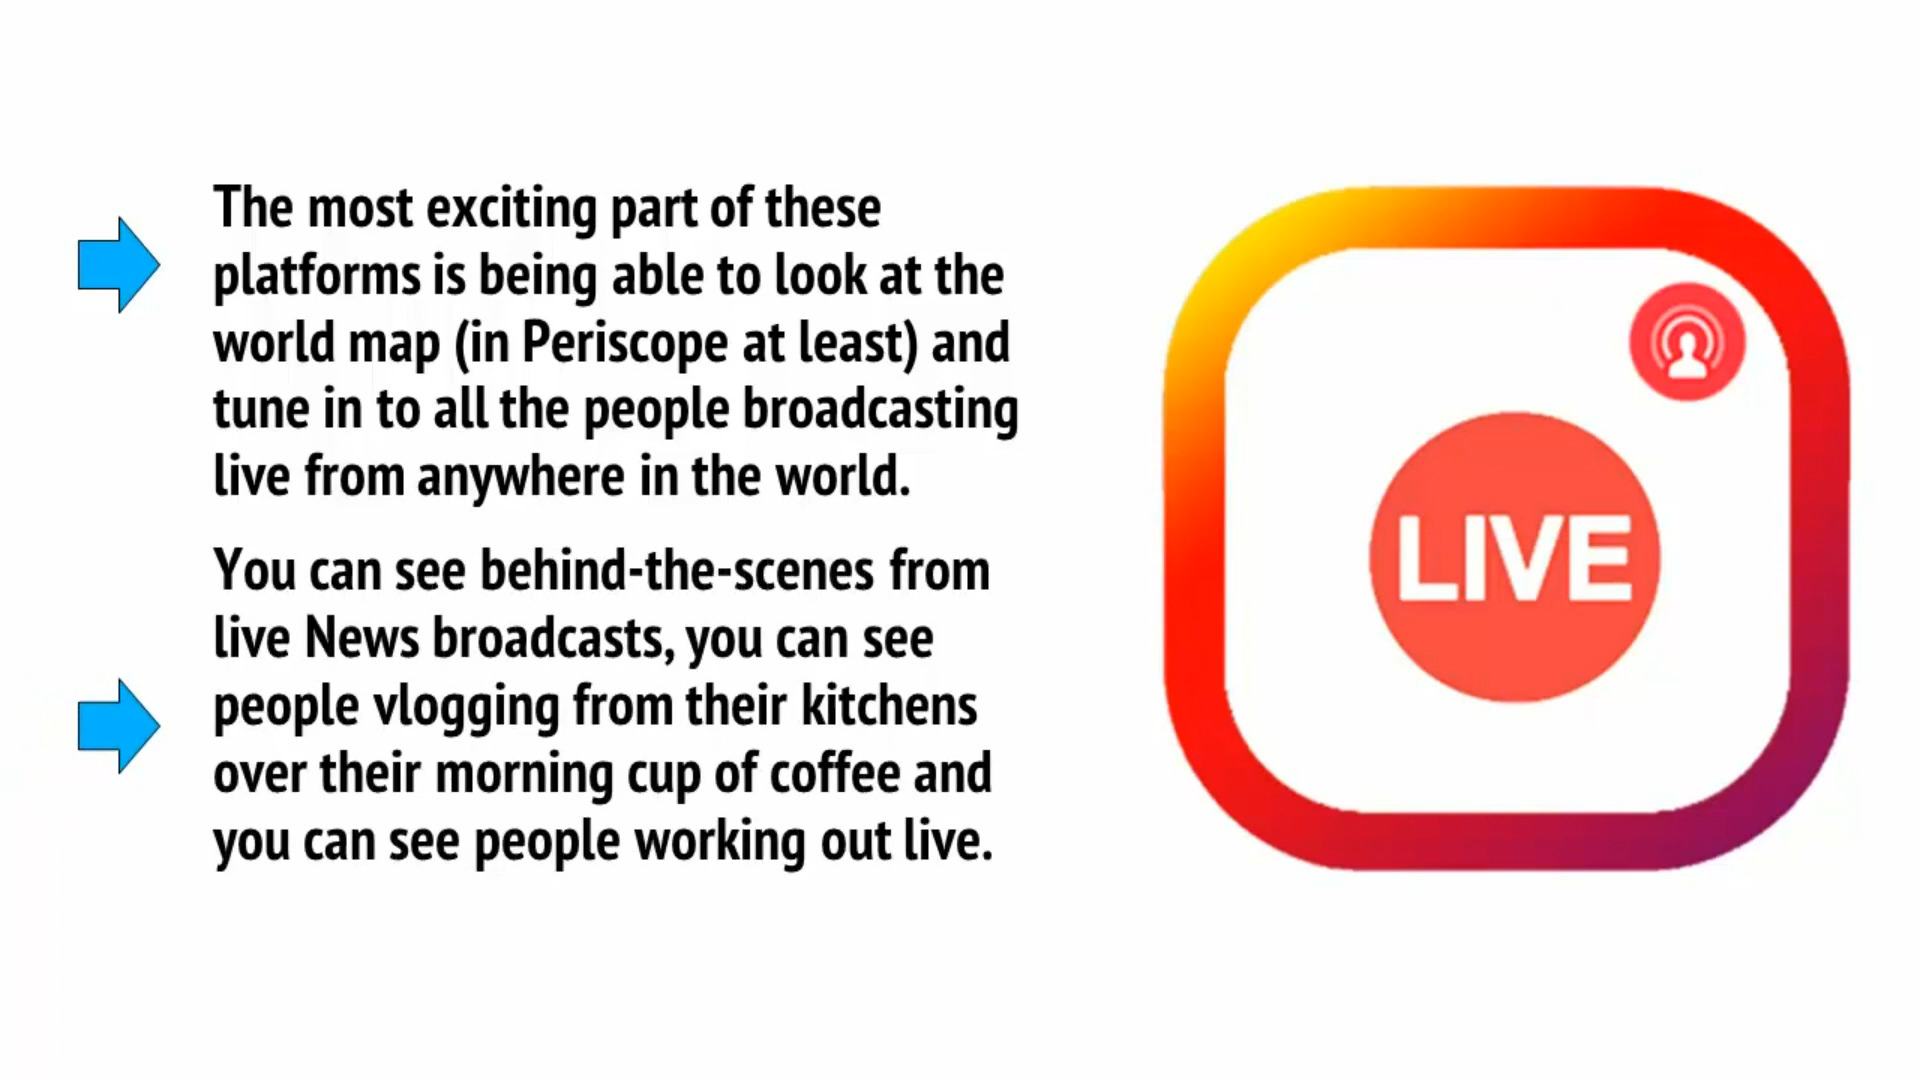 The most exciting part of these
platforms is being able to look at the
world map (in Periscope at least) and
tune in to all the people broadcasting
live from anywhere in the world.
You can see behind-the-scenes from
live News broadcasts, you can see
people vlogging from their kitchens
over their morning cup of coffee and
you can see people working out live.
LIVE